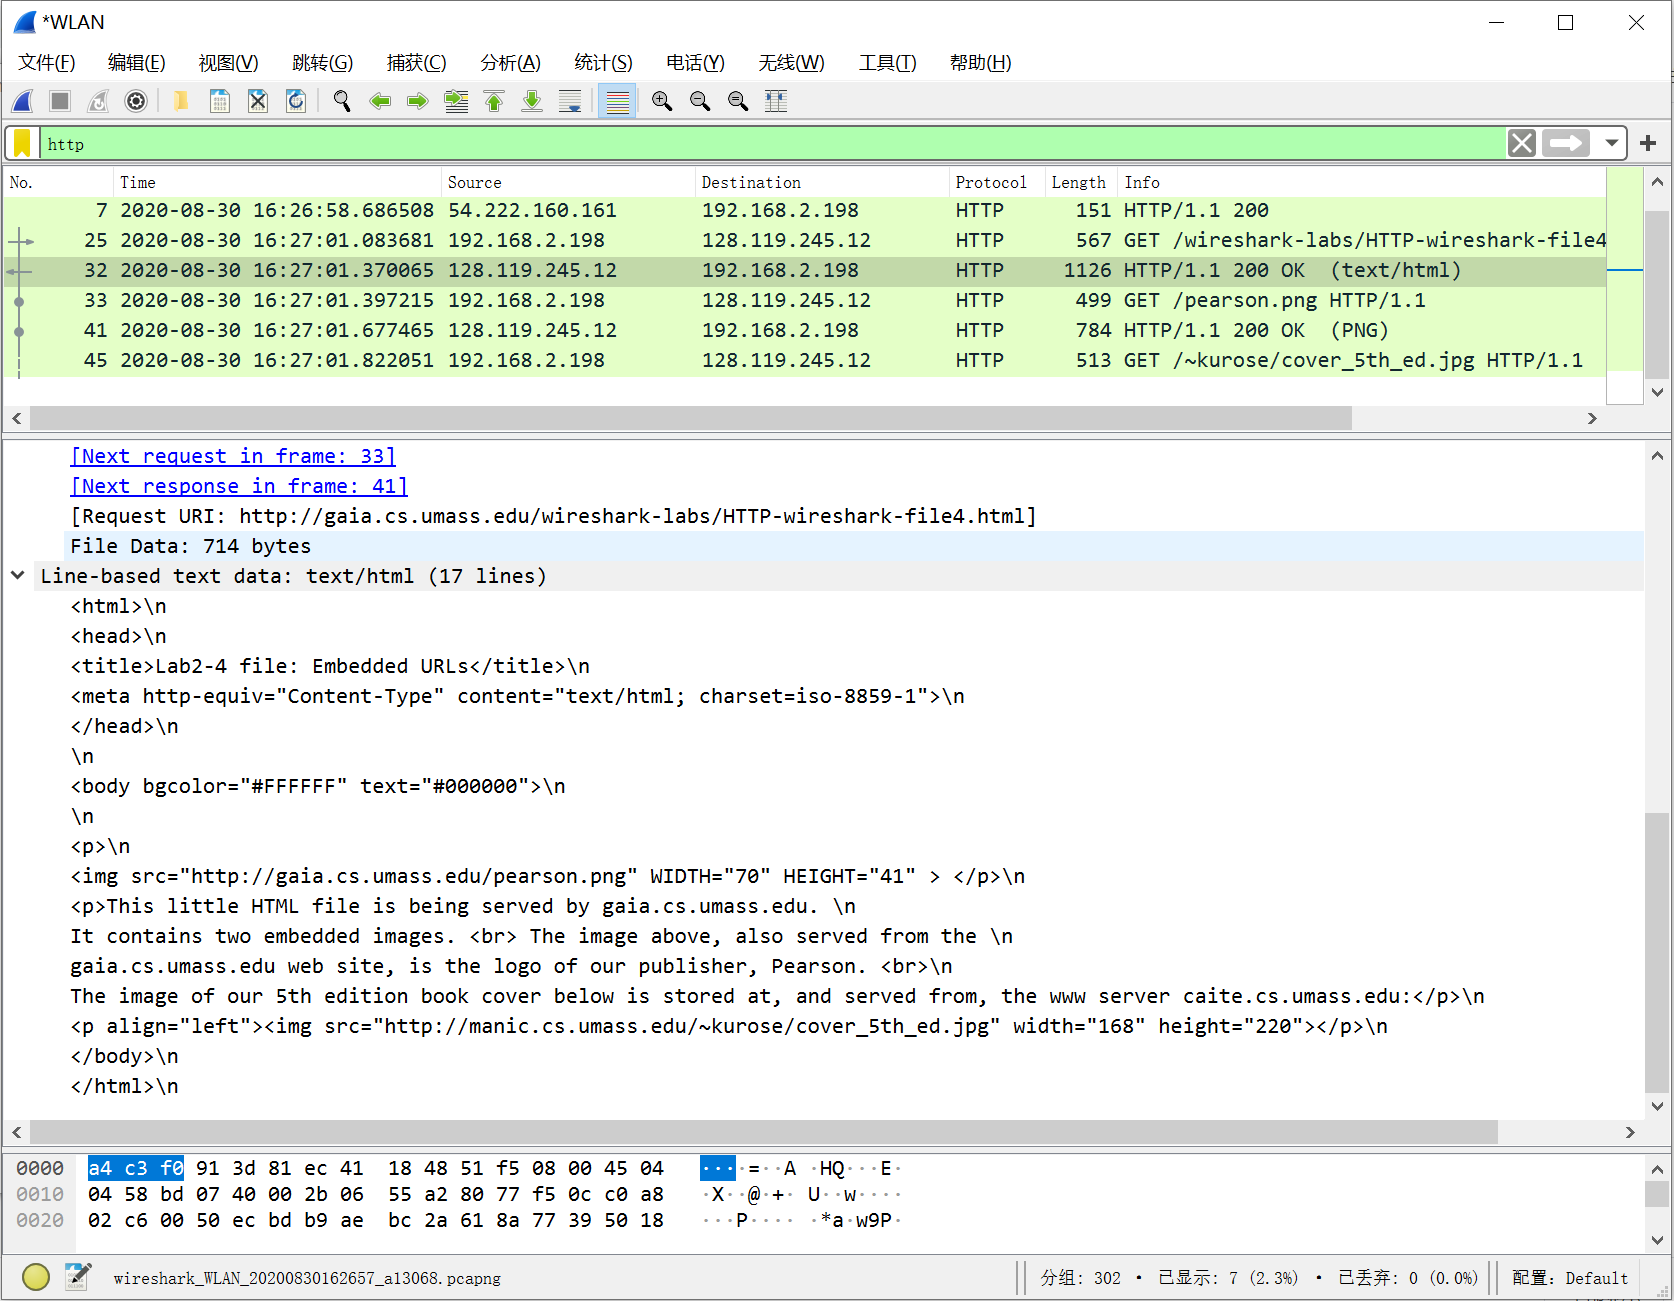 *WLAN
文件(F) 编辑(E) 视图(V) 跳转(G) 捕获(C) 分析(A) 统计(S) 电话(Y) 无线(W) 工具(T) 帮助(H)
http
No. Time Source Destination Protocol Length Info
7 2020-08-30 16:26:58.686508 54.222.160.161 192.168.2.198 HTTP 151 HTTP/1.1 200
25 2020-08-30 16:27:01.083681 192.168.2.198 128.119.245.12 HTTP 567 GET /wireshark-labs/HTTP-wireshark-file4
32 2020-08-30 16:27:01.370065 128.119.245.12 192.168.2.198 HTTP 1126 HTTP/1.1 200 OK (text/html)
33 2020-08-30 16:27:01.397215 192.168.2.198 128.119.245.12 HTTP 499 GET /pearson.png HTTP/1.1
41 2020-08-30 16:27:01.677465 128.119.245.12 192.168.2.198 HTTP 784 HTTP/1.1 200 OK (PNG)
45 2020-08-30 16:27:01.822051 192.168.2.198 128.119.245.12 HTTP 513 GET /~kurose/cover_5th_ed.jpg HTTP/1.1
[Next request in frame: 33]
[Next response in frame: 41]
[Request URI: http://gaia.cs.umass.edu/wireshark-labs/HTTP-wireshark-file4.html]
File Data: 714 bytes
Line-based text data: text/html (17 lines)
<html>\n
<head>\n
<title>Lab2-4 file: Embedded URLs</title>\n
<meta http-equiv="Content-Type" content="text/html; charset=iso-8859-1">\n
</head>\n
\n
<body bgcolor="#FFFFFF" text="#000000">\n
\n
<p>\n
<img src="http://gaia.cs.umass.edu/pearson.png" WIDTH="70" HEIGHT="41" > </p>\n
<p>This little HTML file is being served by gaia.cs.umass.edu. \n
It contains two embedded images. <br> The image above, also served from the \n
gaia.cs.umass.edu web site, is the logo of our publisher, Pearson. <br>\n
The image of our 5th edition book cover below is stored at, and served from, the www server caite.cs.umass.edu:</p>\n
<p align="left"><img src="http://manic.cs.umass.edu/~kurose/cover_5th_ed.jpg" width="168" height="220"></p>\n
</body>\n
</html>\n
0000 a4 c3 f0 91 3d 81 ec 41 18 48 51 f5 08 00 45 04 ····=··A ·HQ···E·
0010 04 58 bd 07 40 00 2b 06 55 a2 80 77 f5 0c c0 a8 ·X··@·+· U··w····
0020 02 c6 00 50 ec bd b9 ae bc 2a 61 8a 77 39 50 18 ···P···· ·*a·w9P·
wireshark_WLAN_20200830162657_a13068.pcapng 分组: 302 · 已显示: 7 (2.3%) · 已丢弃: 0 (0.0%) 配置: Default